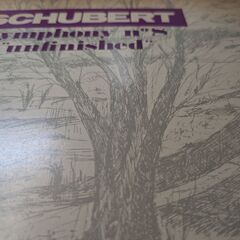 SCHUBERT
symphony nº8
"unfinished"